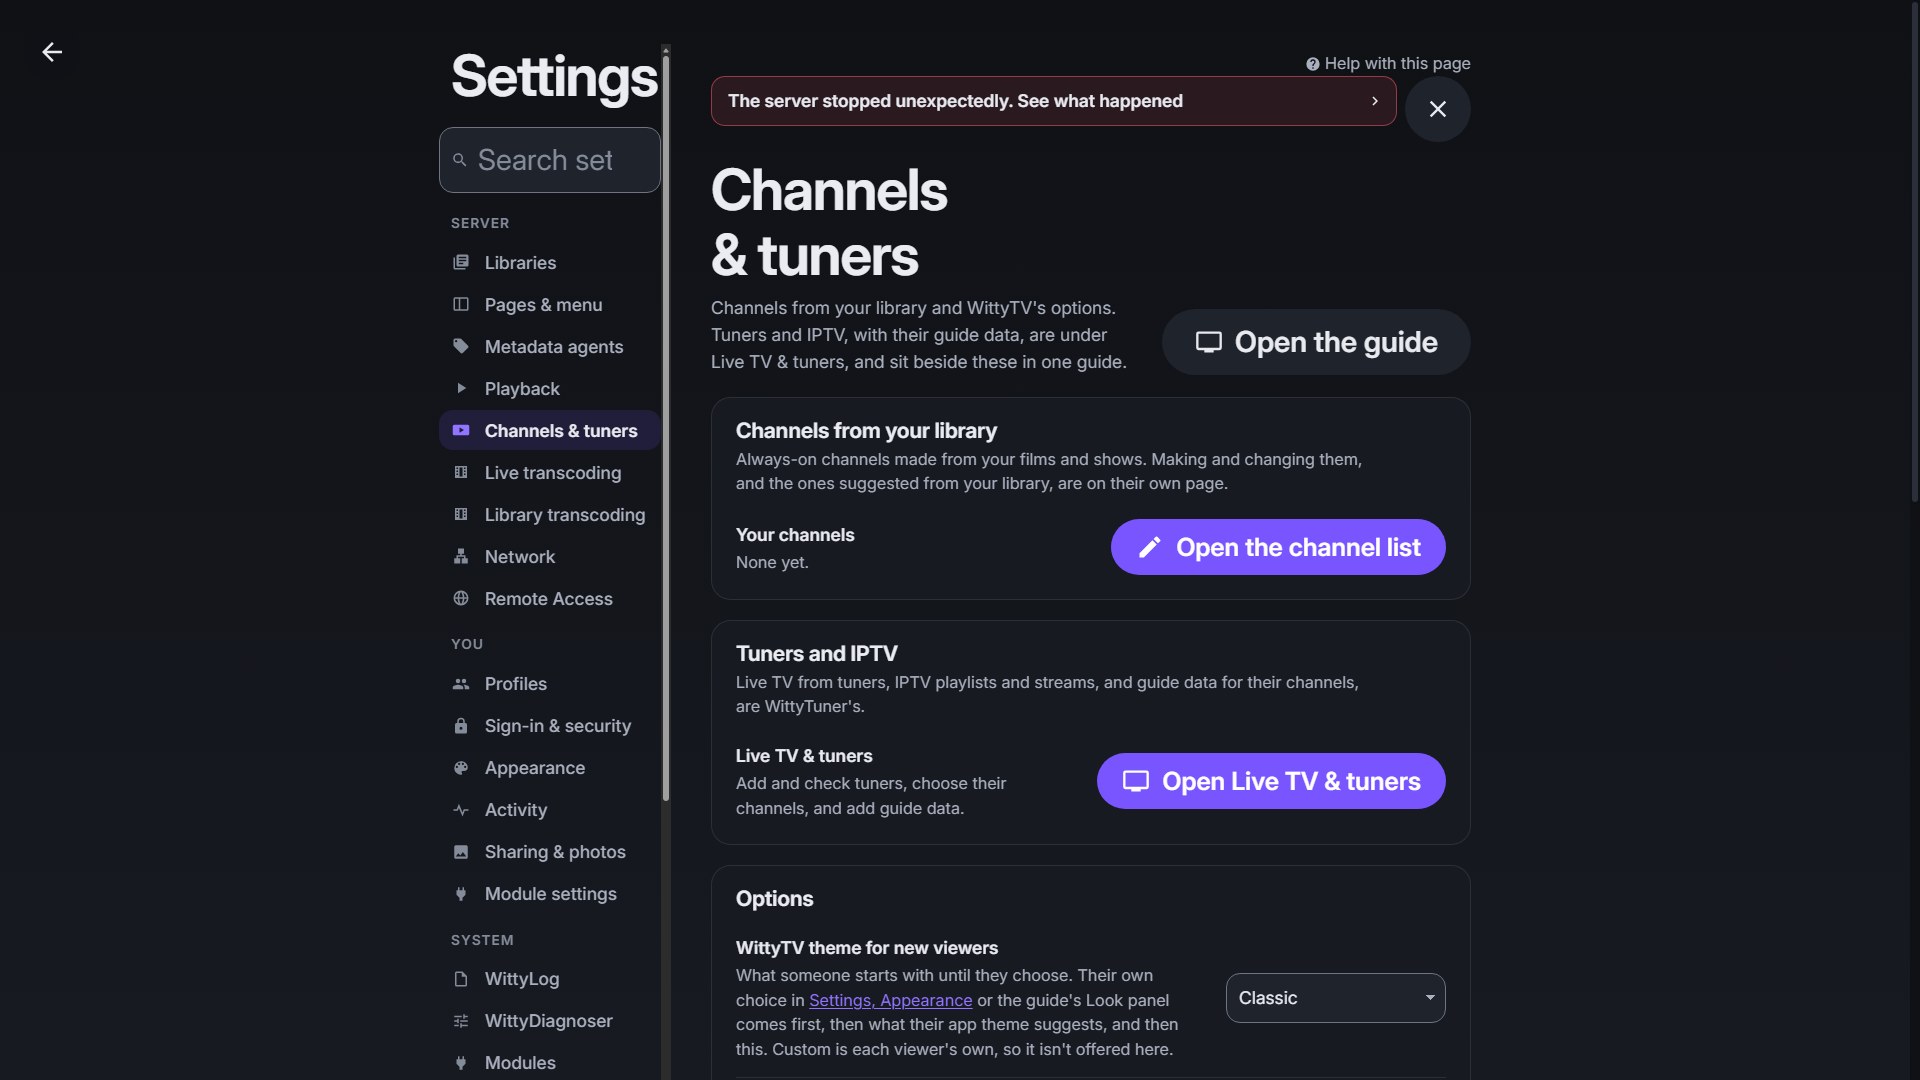 Settings
Search set
SERVER
Libraries
Pages & menu
Metadata agents
Playback
Channels & tuners
Live transcoding
Library transcoding
Network
Remote Access
YOU
Profiles
Sign-in & security
Appearance
Activity
Sharing & photos
Module settings
SYSTEM
WittyLog
WittyDiagnoser
Modules
Help with this page
The server stopped unexpectedly. See what happened
Channels
& tuners
Channels from your library and WittyTV's options.
Tuners and IPTV, with their guide data, are under
Live TV & tuners, and sit beside these in one guide.
Open the guide
Channels from your library
Always-on channels made from your films and shows. Making and changing them,
and the ones suggested from your library, are on their own page.
Your channels
None yet.
Open the channel list
Tuners and IPTV
Live TV from tuners, IPTV playlists and streams, and guide data for their channels,
are WittyTuner's.
Live TV & tuners
Add and check tuners, choose their
channels, and add guide data.
Open Live TV & tuners
Options
WittyTV theme for new viewers
What someone starts with until they choose. Their own
choice in Settings, Appearance or the guide's Look panel
comes first, then what their app theme suggests, and then
this. Custom is each viewer's own, so it isn't offered here.
Classic